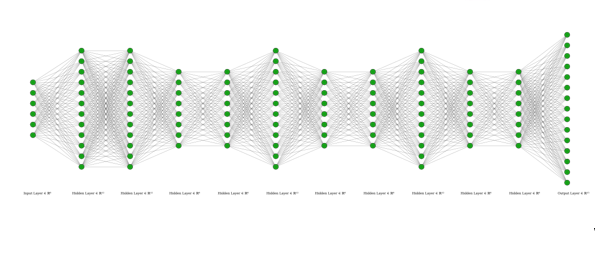 Input Layer ∈ ℝ⁶ Hidden Layer ∈ ℝ¹² Hidden Layer ∈ ℝ¹² Hidden Layer ∈ ℝ⁸ Hidden Layer ∈ ℝ⁸ Hidden Layer ∈ ℝ¹² Hidden Layer ∈ ℝ⁸ Hidden Layer ∈ ℝ⁸ Hidden Layer ∈ ℝ¹² Hidden Layer ∈ ℝ⁸ Hidden Layer ∈ ℝ⁸ Output Layer ∈ ℝ¹⁵